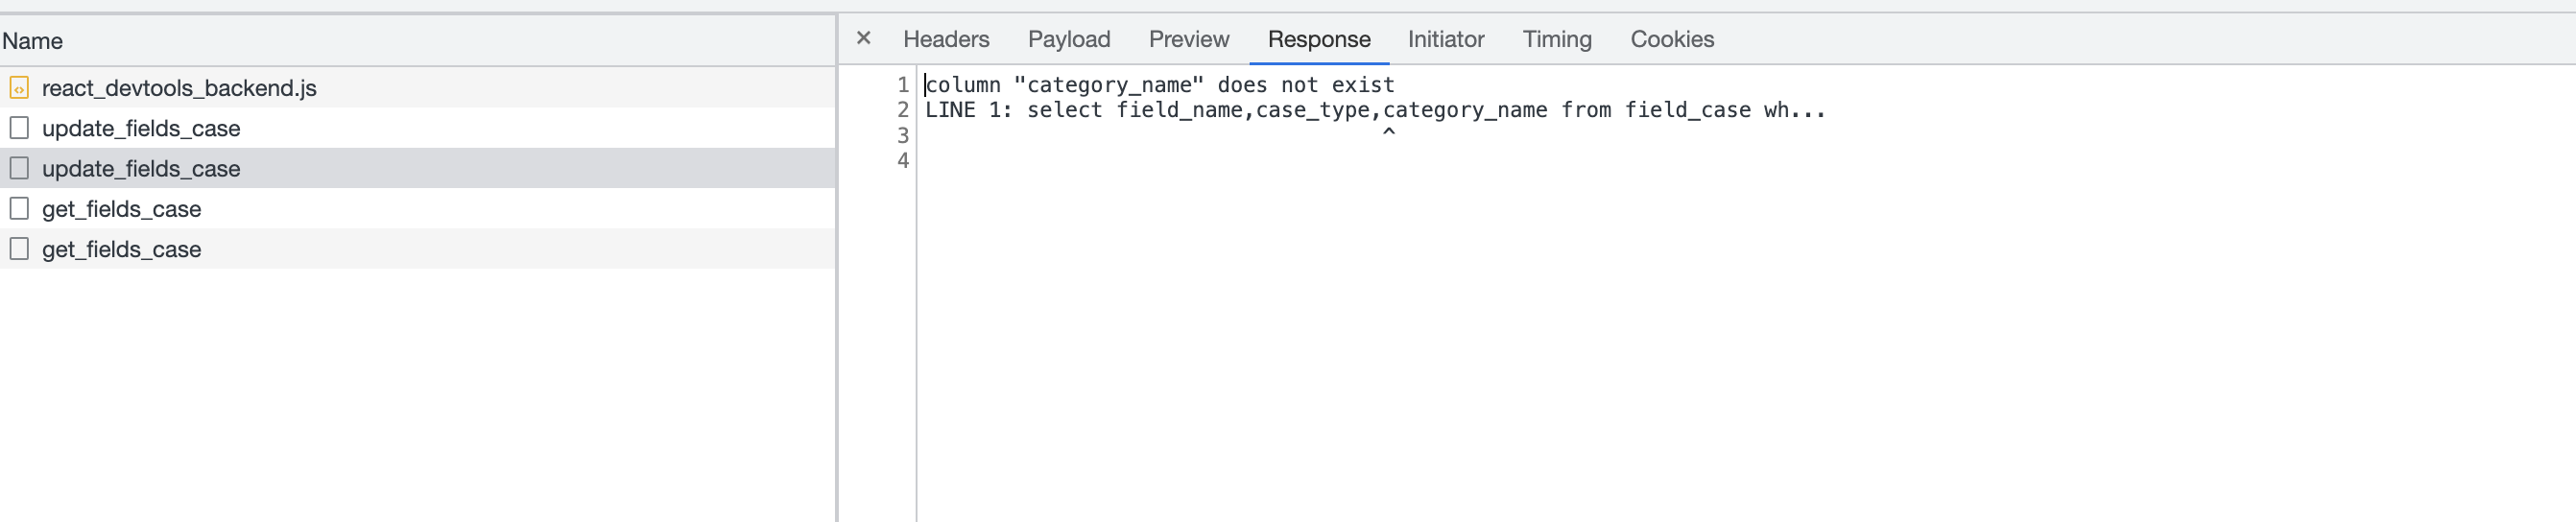 Name
react_devtools_backend.js
update_fields_case
update_fields_case
get_fields_case
get_fields_case
× Headers Payload Preview Response Initiator Timing Cookies
1 column "category_name" does not exist
2 LINE 1: select field_name,case_type,category_name from field_case wh...
3 ^
4